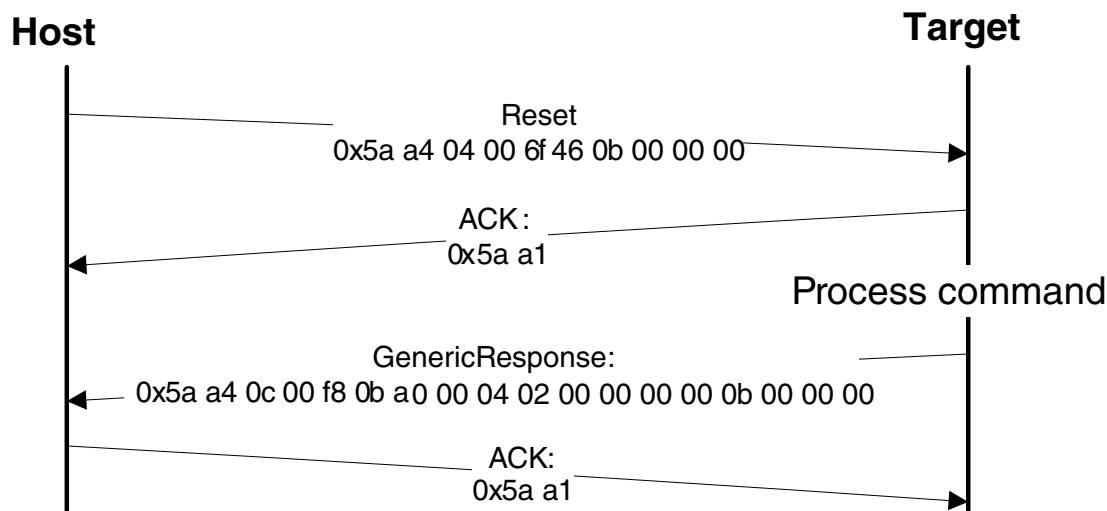 Host
Target
Reset
0x5a a4 04 00 6f 46 0b 00 00 00
ACK:
0x5a a1
Process command
GenericResponse:
0x5a a4 0c 00 f8 0b a0 00 04 02 00 00 00 00 0b 00 00 00
ACK:
0x5a a1